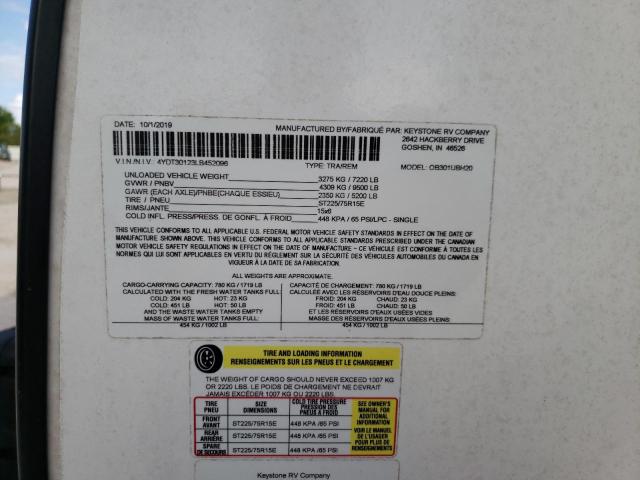 DATE: 10/1/2019
MANUFACTURED BY/FABRIQUÉ PAR: KEYSTONE RV COMPANY
2642 HACKBERRY DRIVE
GOSHEN, IN 46526
V.I.N./N.I.V.: 4YDT30123LB452096
TYPE: TRA/REM
MODEL: OB301UBH20
UNLOADED VEHICLE WEIGHT: 3275 KG / 7220 LB
GVWR / PNBV 4309 KG / 9500 LB
GAWR (EACH AXLE)/PNBE(CHAQUE ESSIEU) 2359 KG / 5200 LB
TIRE / PNEU ST225/75R15E
RIMS/JANTE 15x6
COLD INFL. PRESS/PRESS. DE GONFL. À FROID: 448 KPA / 65 PSI/LPC - SINGLE
THIS VEHICLE CONFORMS TO ALL APPLICABLE U.S. FEDERAL MOTOR VEHICLE SAFETY STANDARDS IN EFFECT ON THE DATE OF
MANUFACTURE SHOWN ABOVE. THIS VEHICLE CONFORMS TO ALL APPLICABLE STANDARDS PRESCRIBED UNDER THE CANADIAN
MOTOR VEHICLE SAFETY REGULATIONS IN EFFECT ON THE DATE OF MANUFACTURE ~ CE VÉHICULE EST CONFORME À TOUTES LES
NORMES QUI LUI SONT APPLICABLES EN VERTU DU RÈGLEMENT SUR LA SÉCURITÉ DES VÉHICULES AUTOMOBILES DU CANADA EN
VIGUEUR À LA DATE DE SA FABRICATION.
ALL WEIGHTS ARE APPROXIMATE.
CARGO-CARRYING CAPACITY: 780 KG / 1719 LB
CALCULATED WITH THE FRESH WATER TANKS FULL:
COLD: 204 KG HOT: 23 KG
COLD: 451 LB HOT: 50 LB
AND THE WASTE WATER TANKS EMPTY
MASS OF WASTE WATER TANKS FULL:
454 KG / 1002 LB
CAPACITÉ DE CHARGEMENT: 780 KG / 1719 LB
CALCULÉE AVEC LES RÉSERVOIRS D'EAU DOUCE PLEINS:
FROID: 204 KG CHAUD: 23 KG
FROID: 451 LB CHAUD: 50 LB
ET LES RÉSERVOIRS D'EAUX USÉES VIDES
MASSE DES RÉSERVOIRS D'EAUX USÉES PLEINS:
454 KG / 1002 LB
TIRE AND LOADING INFORMATION
RENSEIGNEMENTS SUR LES PNEUS ET LE CHARGEMENT
THE WEIGHT OF CARGO SHOULD NEVER EXCEED 1007 KG
OR 2220 LBS. LE POIDS DE CHARGEMENT NE DEVRAIT
JAMAIS EXCÉDER 1007 KG OU 2220 LBS.
TIRE PNEU
SIZE DIMENSIONS
COLD TIRE PRESSURE
PRESSION DES
PNEUS A FROID
FRONT AVANT ST225/75R15E 448 KPA /65 PSI
REAR ARRIÈRE ST225/75R15E 448 KPA /65 PSI
SPARE DE SECOURS ST225/75R15E 448 KPA /65 PSI
SEE OWNER'S
MANUAL FOR
ADDITIONAL
INFORMATION
VOIR LE MANUEL
DE L'USAGER
POUR PLUS DE
RENSEIGNEMENTS
Keystone RV Company